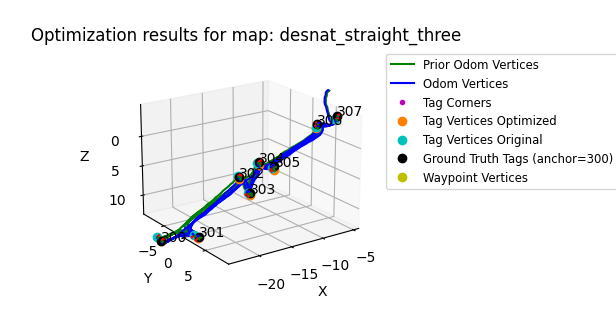 Optimization results for map: desnat_straight_three
Prior Odom Vertices
Odom Vertices
Tag Corners
Tag Vertices Optimized
Tag Vertices Original
Ground Truth Tags (anchor=300)
Waypoint Vertices
307
306
304
305
302
303
301
300
Z
0
5
10
Y
−5
0
5
X
−20
−15
−10
−5